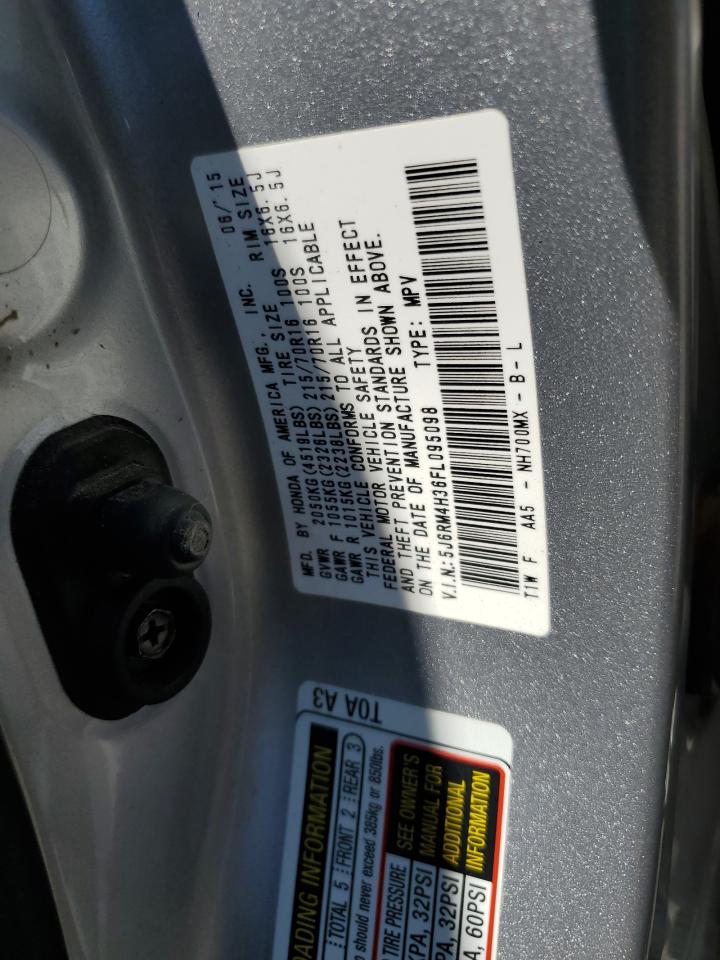 MFD. BY HONDA OF AMERICA MFG., INC. 06/ 15
GVWR 2050KG(4519LBS) TIRE SIZE RIM SIZE
GAWR F 1055KG(2326LBS) 215/70R16 100S 16X6.5J
GAWR R 1015KG(2238LBS) 215/70R16 100S 16X6.5J
THIS VEHICLE CONFORMS TO ALL APPLICABLE
FEDERAL MOTOR VEHICLE SAFETY
AND THEFT PREVENTION STANDARDS IN EFFECT
ON THE DATE OF MANUFACTURE SHOWN ABOVE.
V.I.N.:5J6RM4H36FL095098 TYPE: MPV
T1W F AA5 - NH700MX - B - L
T0A A3
ADING INFORMATION
TOTAL 5 FRONT 2 REAR 3
should never exceed 385kg or 850lbs.
TIRE PRESSURE
SEE OWNER'S
MANUAL FOR
ADDITIONAL
INFORMATION
KPA, 32PSI
PA, 32PSI
A, 60PSI